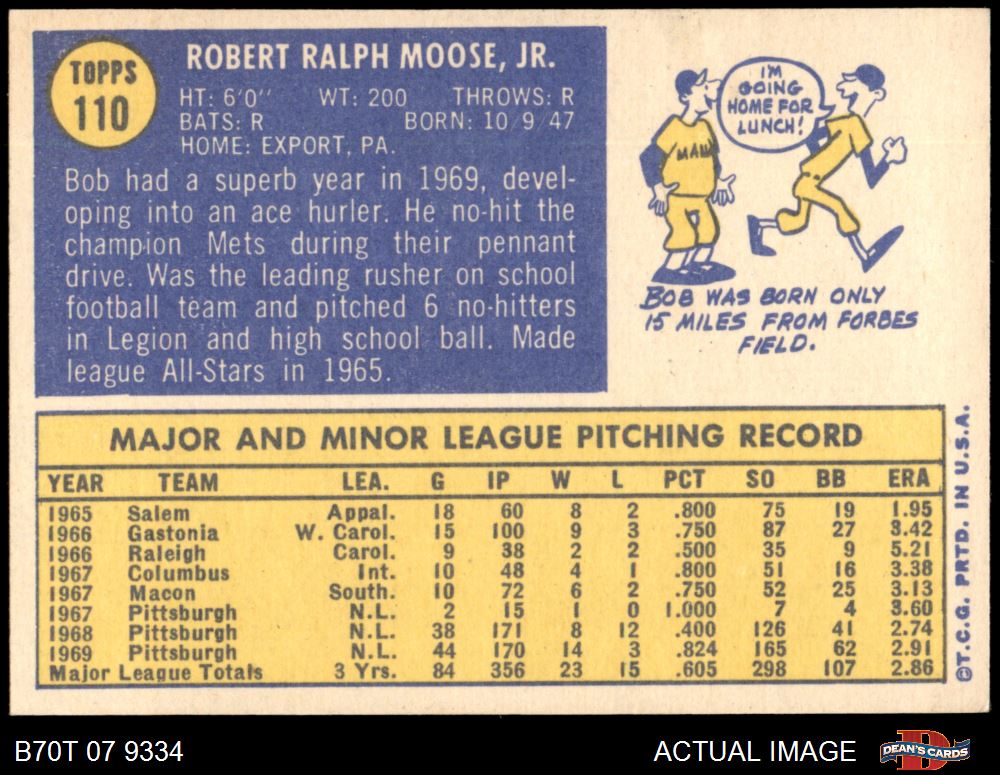 TOPPS
110
ROBERT RALPH MOOSE, JR.
HT: 6'0" WT: 200 THROWS: R
BATS: R BORN: 10 9 47
HOME: EXPORT, PA.
Bob had a superb year in 1969, devel-
oping into an ace hurler. He no-hit the
champion Mets during their pennant
drive. Was the leading rusher on school
football team and pitched 6 no-hitters
in Legion and high school ball. Made
league All-Stars in 1965.
I'M
GOING
HOME FOR
LUNCH!
BOB WAS BORN ONLY
15 MILES FROM FORBES
FIELD.
MAJOR AND MINOR LEAGUE PITCHING RECORD
YEAR TEAM LEA. G IP W L PCT SO BB ERA
1965 Salem Appal. 18 60 8 2 .800 75 19 1.95
1966 Gastonia W. Carol. 15 100 9 3 .750 87 27 3.42
1966 Raleigh Carol. 9 38 2 2 .500 35 9 5.21
1967 Columbus Int. 10 48 4 1 .800 51 16 3.38
1967 Macon South. 10 72 6 2 .750 52 25 3.13
1967 Pittsburgh N.L. 2 15 1 0 1.000 7 4 3.60
1968 Pittsburgh N.L. 38 171 8 12 .400 126 41 2.74
1969 Pittsburgh N.L. 44 170 14 3 .824 165 62 2.91
Major League Totals 3 Yrs. 84 356 23 15 .605 298 107 2.86
©T.C.G. PRTD. IN U.S.A.
B70T 07 9334
ACTUAL IMAGE
DEAN'S CARDS